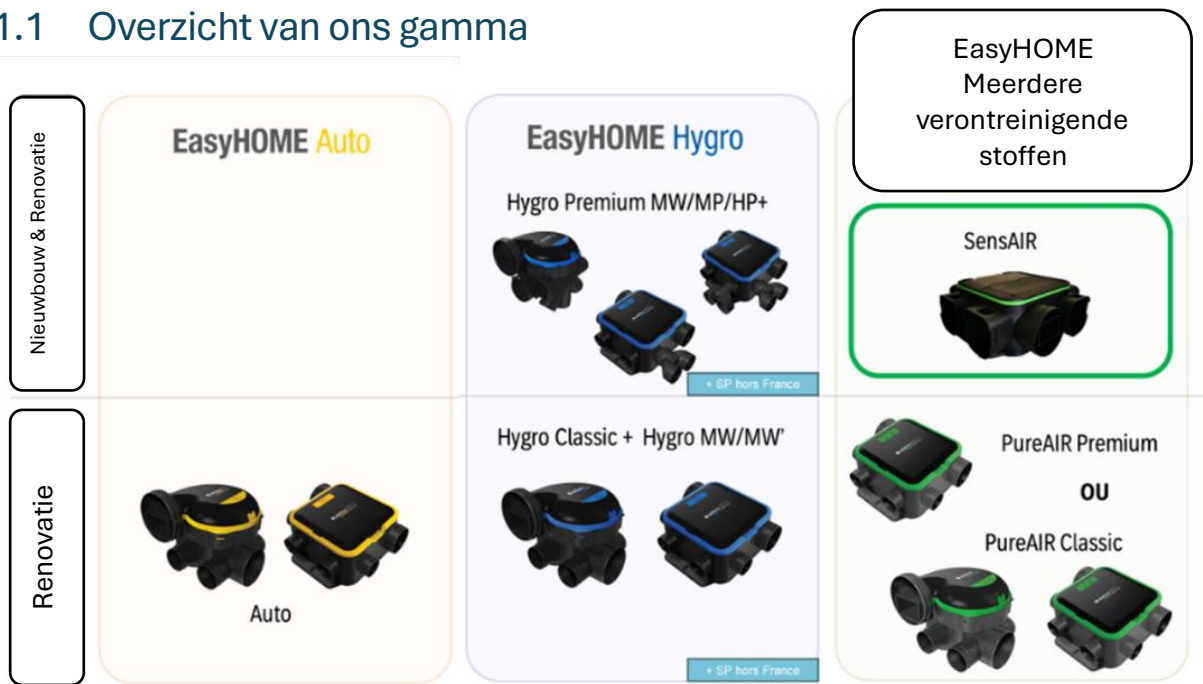 1.1 Overzicht van ons gamma
EasyHOME
Meerdere
verontreinigende
stoffen
Nieuwbouw & Renovatie
EasyHOME Auto
EasyHOME Hygro
Hygro Premium MW/MP/HP+
+ SP hors France
SensAIR
Renovatie
Auto
Hygro Classic + Hygro MW/MW'
+ SP hors France
PureAIR Premium
OU
PureAIR Classic